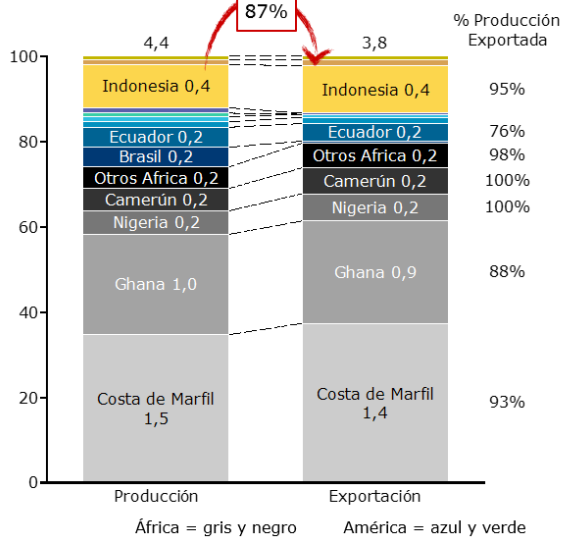 87%
% Producción
Exportada
4,4
3,8
100
80
60
40
20
0
Indonesia 0,4
Ecuador 0,2
Brasil 0,2
Otros Africa 0,2
Camerún 0,2
Nigeria 0,2
Ghana 1,0
Costa de Marfil
1,5
Indonesia 0,4
Ecuador 0,2
Otros Africa 0,2
Camerún 0,2
Nigeria 0,2
Ghana 0,9
Costa de Marfil
1,4
95%
76%
98%
100%
100%
88%
93%
Producción
Exportación
África = gris y negro
América = azul y verde